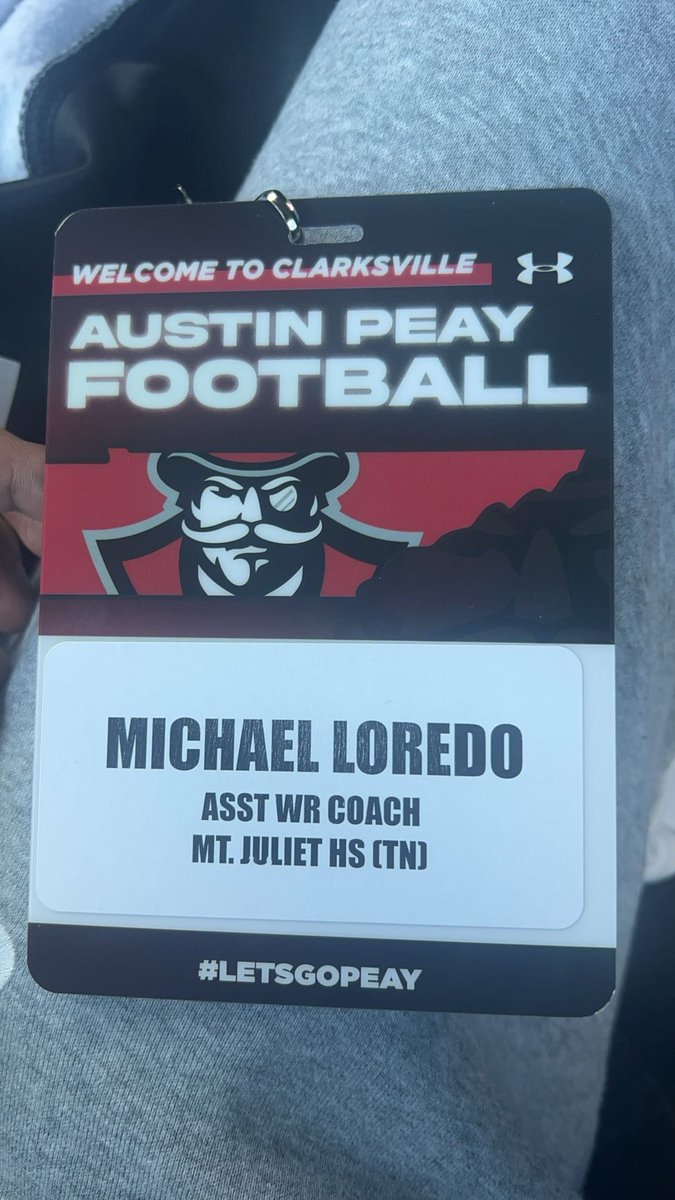 WELCOME TO CLARKSVILLE
AUSTIN PEAY
FOOTBALL
MICHAEL LOREDO
ASST WR COACH
MT. JULIET HS (TN)
#LETSGOPEAY